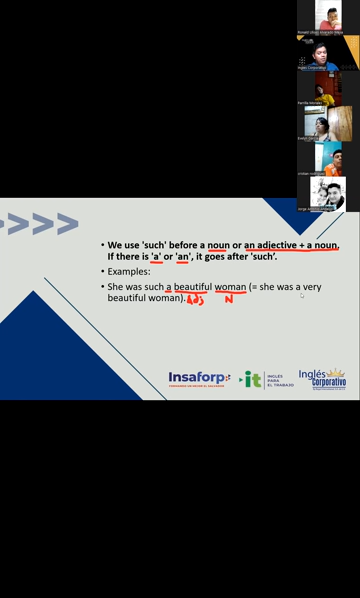 • We use 'such' before a noun or an adjective + a noun.
If there is 'a' or 'an', it goes after 'such'.
• Examples:
• She was such a beautiful woman (= she was a very
beautiful woman).
Adj N
Insaforp
it INGLÉS
PARA
EL TRABAJO
Inglés
Corporativo